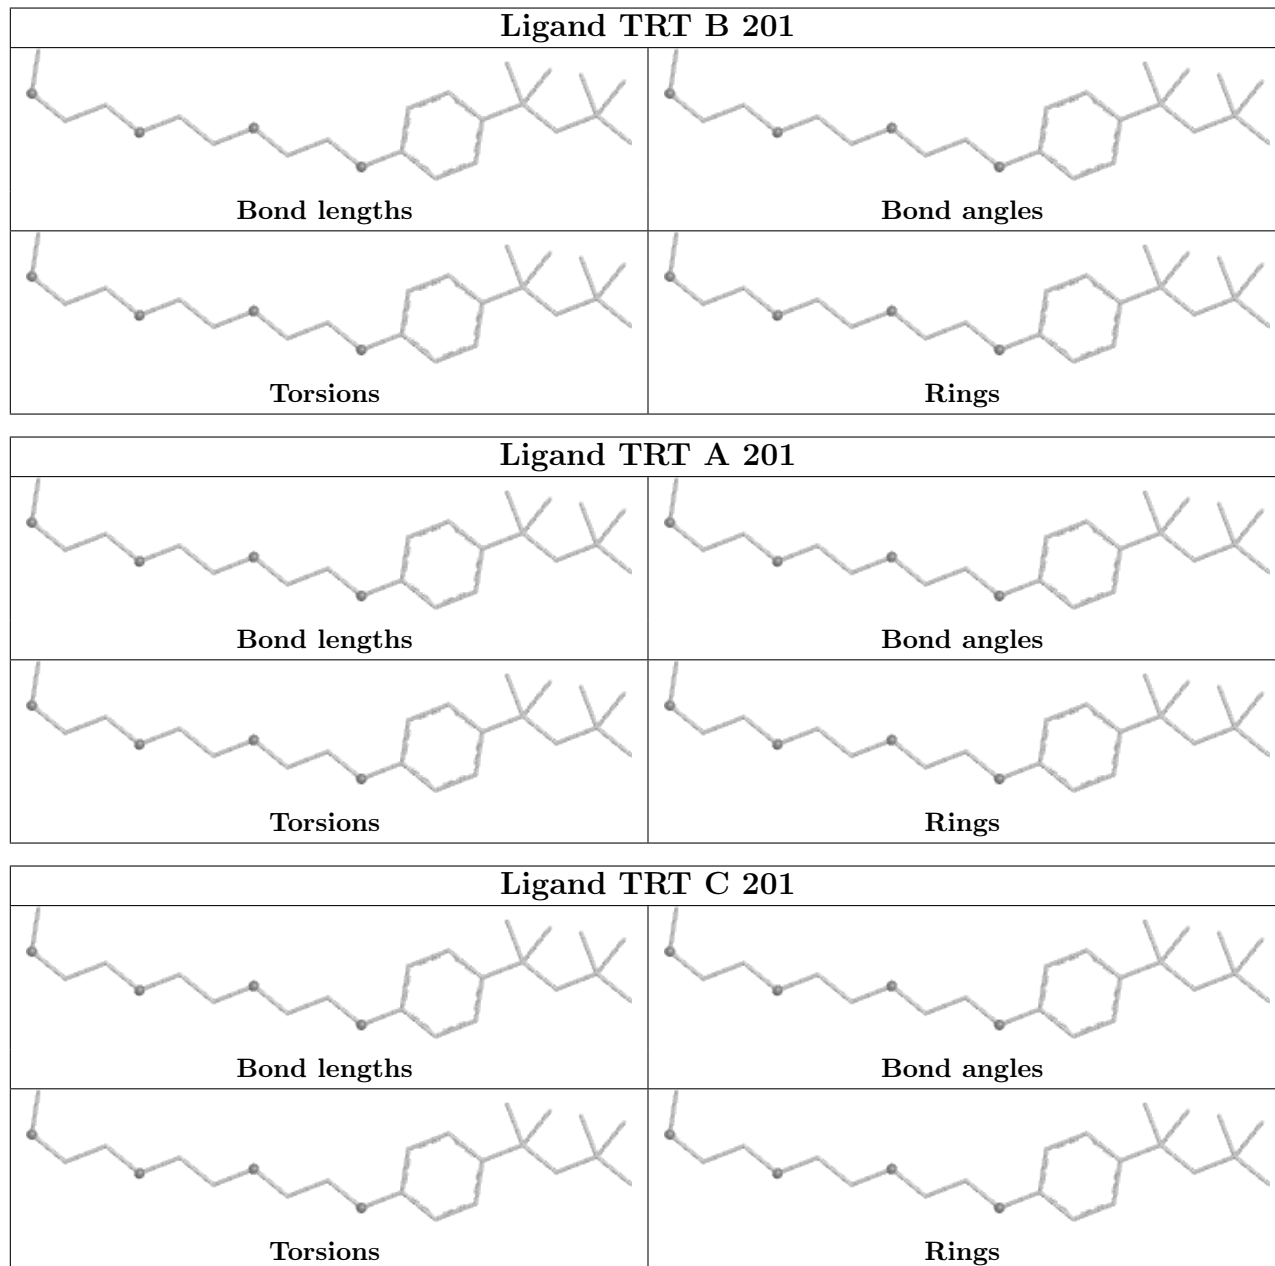 Ligand TRT B 201
Bond lengths
Bond angles
Torsions
Rings
Ligand TRT A 201
Bond lengths
Bond angles
Torsions
Rings
Ligand TRT C 201
Bond lengths
Bond angles
Torsions
Rings